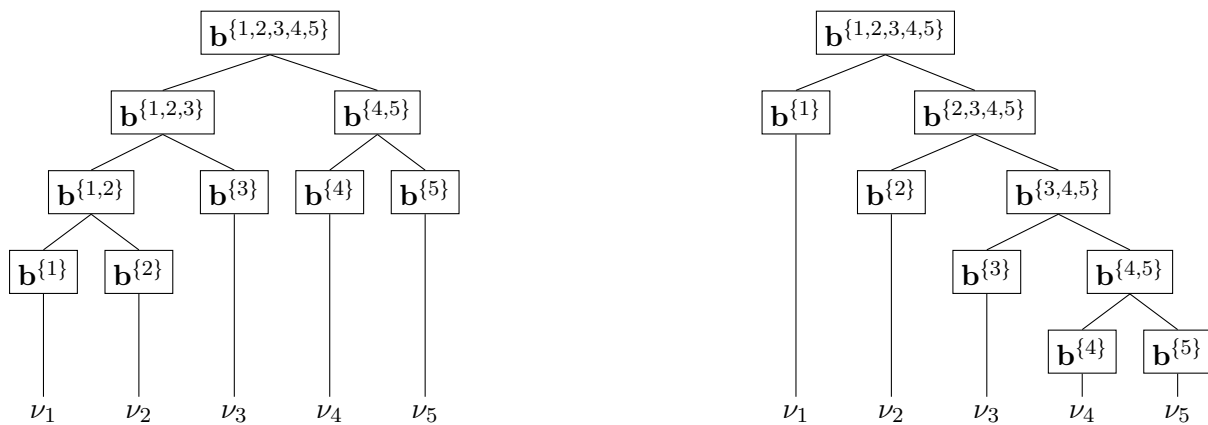 b^{1,2,3,4,5} b^{1,2,3,4,5}
b^{1,2,3} b^{4,5} b^{1} b^{2,3,4,5}
b^{1,2} b^{3} b^{4} b^{5} b^{2} b^{3,4,5}
b^{1} b^{2} b^{3} b^{4,5}
b^{4} b^{5}
ν₁ ν₂ ν₃ ν₄ ν₅ ν₁ ν₂ ν₃ ν₄ ν₅